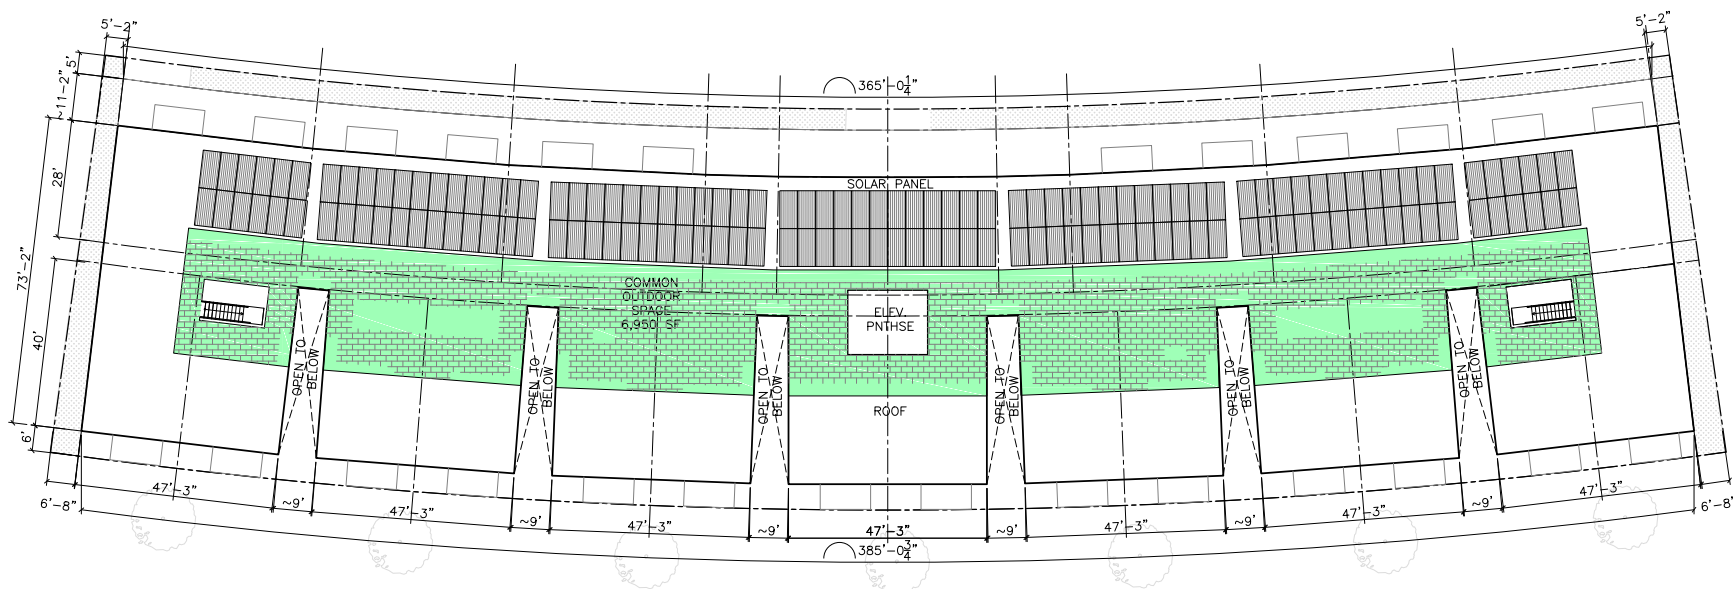 5'-2"
5'-2"
5'
~11-2"
365'-0 1/4"
28'
SOLAR PANEL
73'-2"
COMMON
OUTDOOR
SPACE
6,950 SF
ELEV.
PNTHSE
40'
OPEN TO
BELOW
OPEN TO
BELOW
OPEN TO
BELOW
OPEN TO
BELOW
OPEN TO
BELOW
OPEN TO
BELOW
ROOF
6'
6'-8"
47'-3"
~9'
47'-3"
~9'
47'-3"
~9'
47'-3"
~9'
47'-3"
~9'
47'-3"
~9'
47'-3"
6'-8"
385'-0 3/4"